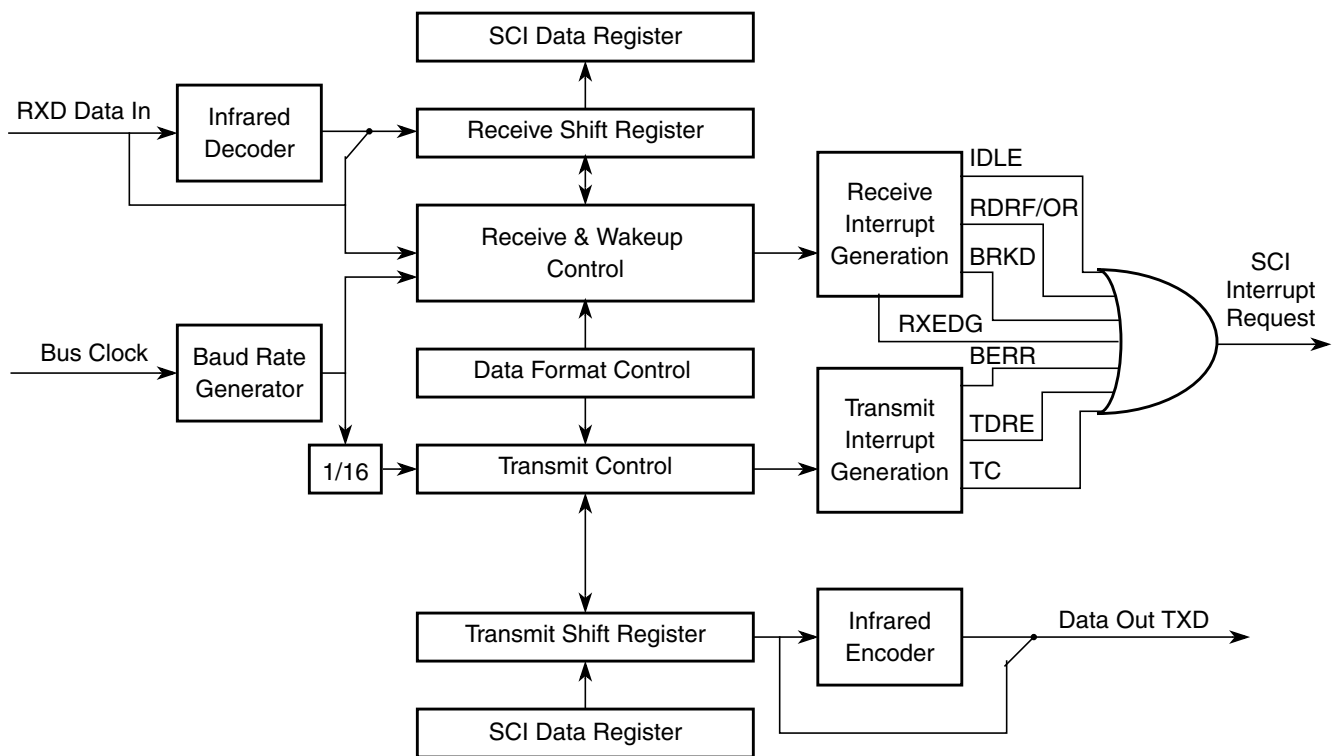 SCI Data Register
RXD Data In
Infrared
Decoder
Receive Shift Register
Receive & Wakeup
Control
Receive
Interrupt
Generation
IDLE
RDRF/OR
BRKD
RXEDG
SCI
Interrupt
Request
Bus Clock
Baud Rate
Generator
Data Format Control
BERR
Transmit
Interrupt
Generation
TDRE
TC
1/16
Transmit Control
Transmit Shift Register
Infrared
Encoder
Data Out TXD
SCI Data Register